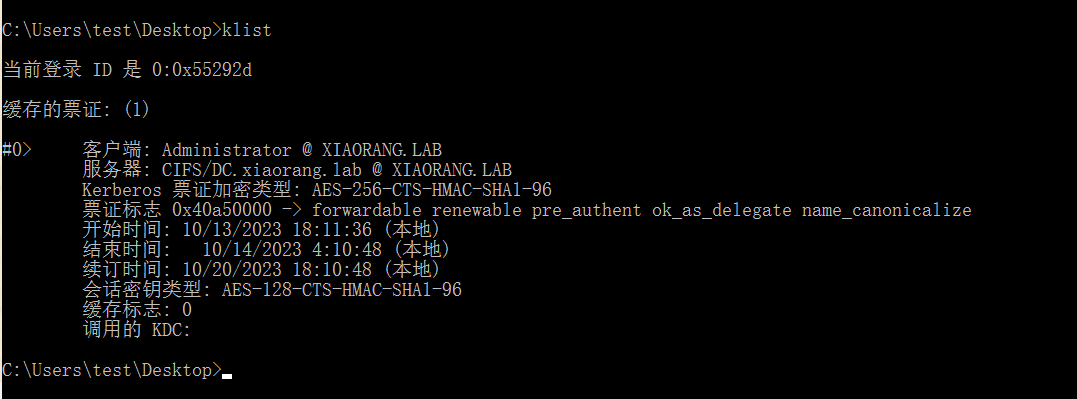 C:\Users\test\Desktop>klist
当前登录 ID 是 0:0x55292d
缓存的票证: (1)
#0> 客户端: Administrator @ XIAORANG.LAB
服务器: CIFS/DC.xiaorang.lab @ XIAORANG.LAB
Kerberos 票证加密类型: AES-256-CTS-HMAC-SHA1-96
票证标志 0x40a50000 -> forwardable renewable pre_authent ok_as_delegate name_canonicalize
开始时间: 10/13/2023 18:11:36 (本地)
结束时间: 10/14/2023 4:10:48 (本地)
续订时间: 10/20/2023 18:10:48 (本地)
会话密钥类型: AES-128-CTS-HMAC-SHA1-96
缓存标志: 0
调用的 KDC:
C:\Users\test\Desktop>